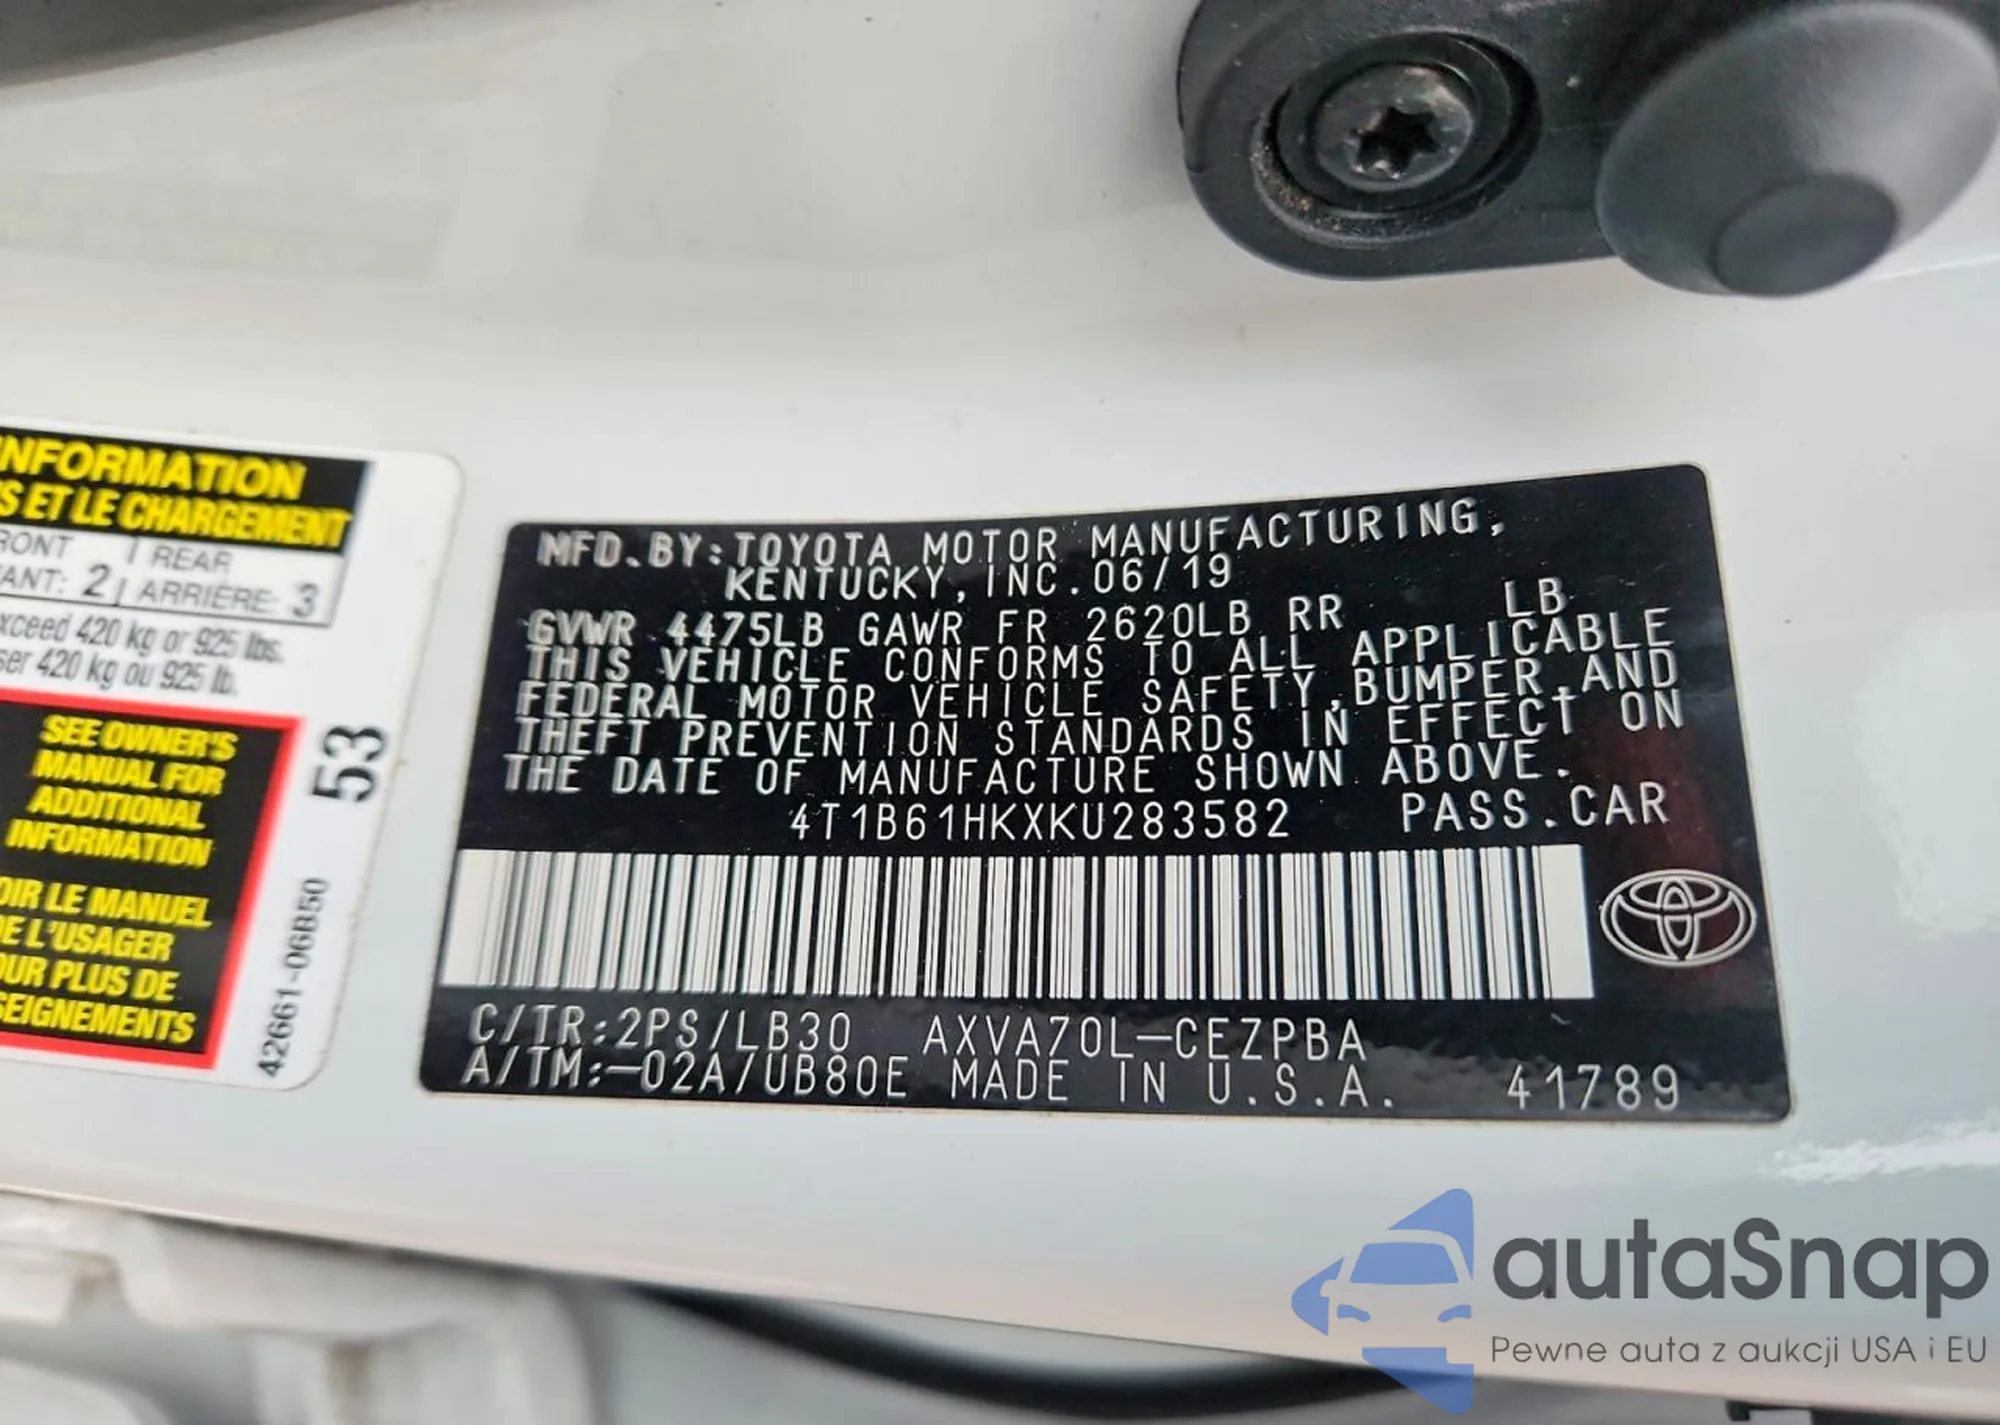 INFORMATION
S ET LE CHARGEMENT
RONT | REAR
ANT: 2 | ARRIÈRE: 3
xceed 420 kg or 925 lbs.
ser 420 kg ou 925 lb.
SEE OWNER'S
MANUAL FOR
ADDITIONAL
INFORMATION
OIR LE MANUEL
DE L'USAGER
OUR PLUS DE
SEIGNEMENTS
53
42661-06B50
MFD.BY:TOYOTA MOTOR MANUFACTURING,
KENTUCKY, INC.06/19
GVWR 4475LB GAWR FR 2620LB RR LB
THIS VEHICLE CONFORMS TO ALL APPLICABLE
FEDERAL MOTOR VEHICLE SAFETY,BUMPER,AND
THEFT PREVENTION STANDARDS IN EFFECT ON
THE DATE OF MANUFACTURE SHOWN ABOVE.
4T1B61HKXKU283582 PASS.CAR
C/TR:2PS/LB30 AXVA70L-CEZPBA
A/TM:-02A/UB80E MADE IN U.S.A. 41789
autaSnap
Pewne auta z aukcji USA i EU